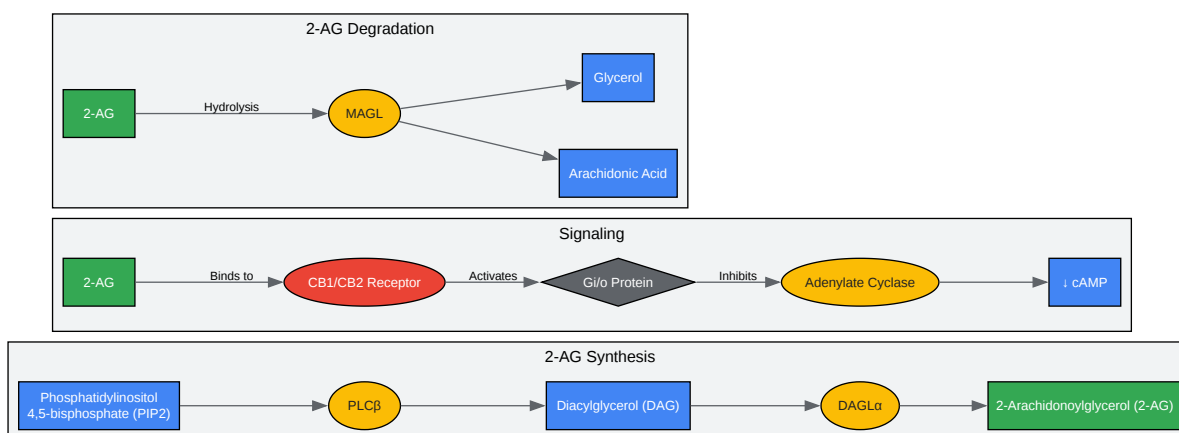 2-AG Degradation
Glycerol
2-AG
Hydrolysis
MAGL
Arachidonic Acid
Signaling
2-AG
Binds to
CB1/CB2 Receptor
Activates
Gi/o Protein
Inhibits
Adenylate Cyclase
↓ cAMP
2-AG Synthesis
Phosphatidylinositol
4,5-bisphosphate (PIP2)
PLCβ
Diacylglycerol (DAG)
DAGLα
2-Arachidonoylglycerol (2-AG)